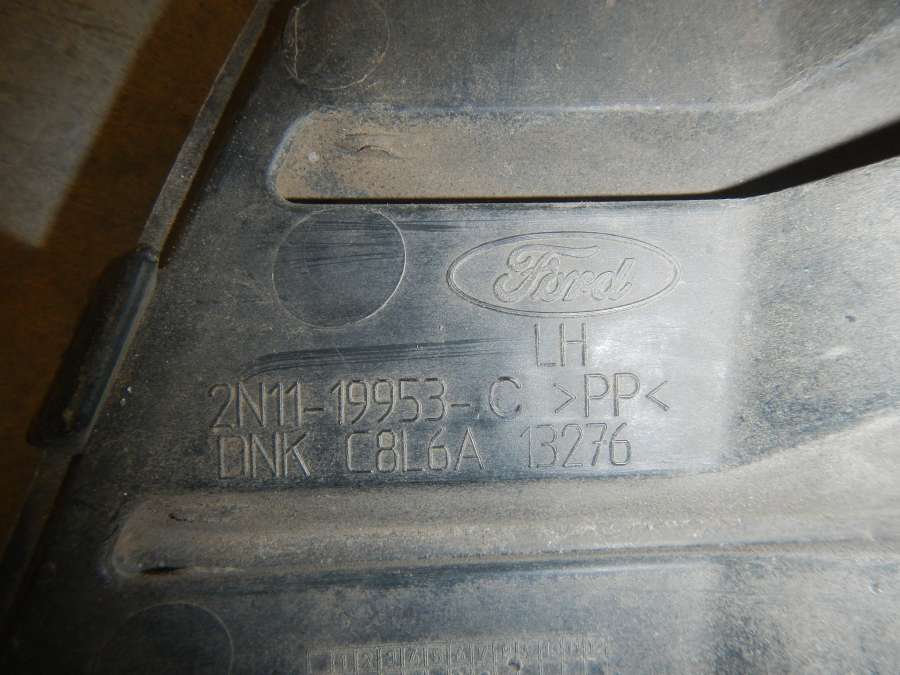 Ford
LH
2N11-19953-C >PP<
DNK C8L6A 13276